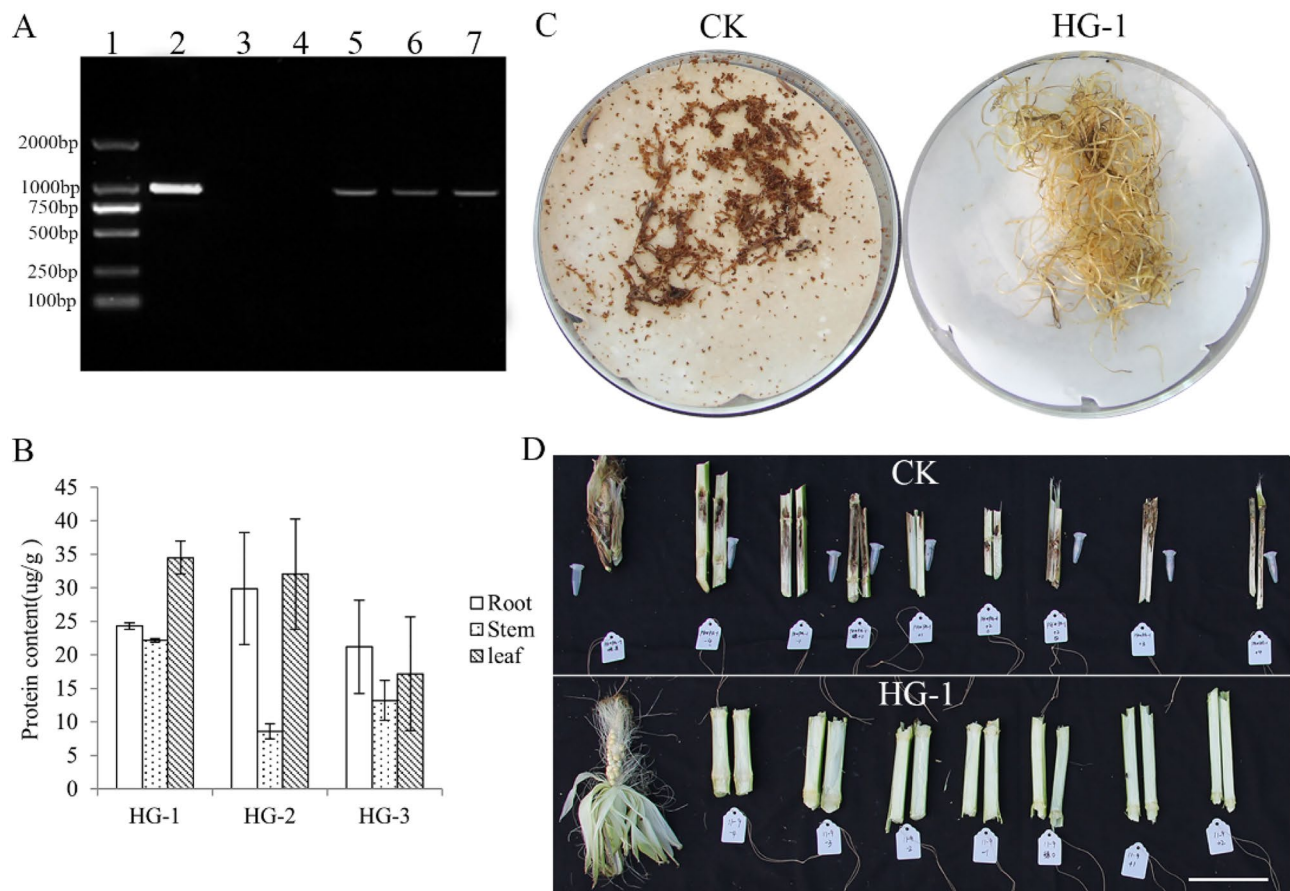 A
1 2 3 4 5 6 7
2000bp
1000bp
750bp
500bp
250bp
100bp
C
CK HG-1
B
Protein content(ug/g)
45
40
35
30
25
20
15
10
5
0
HG-1 HG-2 HG-3
Root
Stem
leaf
D
CK
HG-1